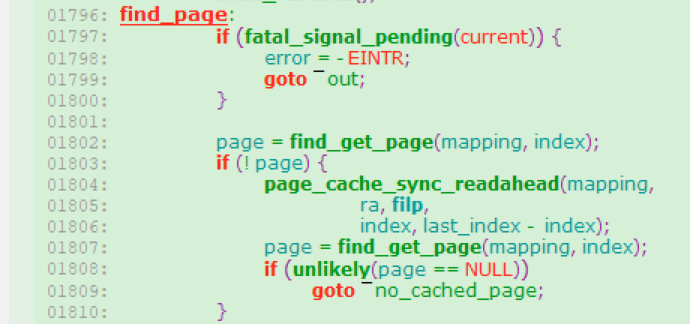 01796: find_page:
01797: if (fatal_signal_pending(current)) {
01798: error = - EINTR;
01799: goto out;
01800: }
01801:
01802: page = find_get_page(mapping, index);
01803: if (! page) {
01804: page_cache_sync_readahead(mapping,
01805: ra, filp,
01806: index, last_index - index);
01807: page = find_get_page(mapping, index);
01808: if (unlikely(page == NULL))
01809: goto no_cached_page;
01810: }